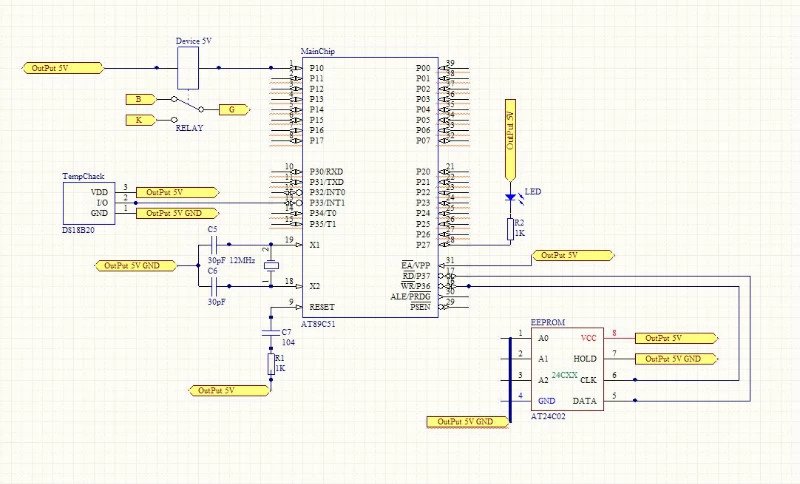 Device 5V
OutPut 5V
B
K
G
RELAY
MainChip
1 P10
2 P11
3 P12
4 P13
5 P14
6 P15
7 P16
8 P17
10 P30/RXD
11 P31/TXD
12 P32/INT0
13 P33/INT1
14 P34/T0
15 P35/T1
19 X1
18 X2
9 RESET
P00 39
P01 38
P02 37
P03 36
P04 35
P05 34
P06 33
P07 32
P20 21
P21 22
P22 23
P23 24
P24 25
P25 26
P26 27
P27 28
EA/VPP 31
RD/P37 17
WR/P36 16
ALE/PRDG 30
PSEN 29
AT89C51
TempChack
VDD 3 OutPut 5V
I/O 2
GND 1 OutPut 5V GND
DS18B20
C5
30pF
12MHz
2
1
OutPut 5V GND
C6
30pF
C7
104
R1
1K
OutPut 5V
OutPut 5V
LED
R2
1K
OutPut 5V
EEPROM
1 A0
2 A1
3 A2
4 GND
24CXX
VCC 8 OutPut 5V
HOLD 7 OutPut 5V GND
CLK 6
DATA 5
OutPut 5V GND
AT24C02